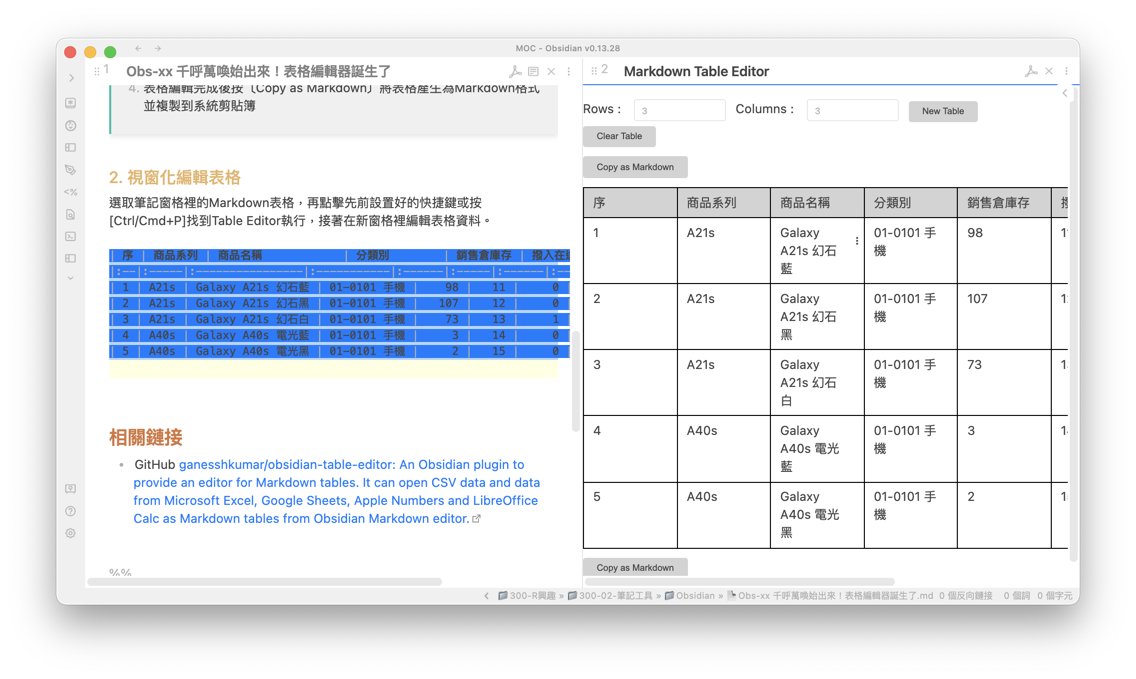 MOC - Obsidian v0.13.28
1 Obs-xx 千呼萬喚始出來！表格編輯器誕生了
4. 表格編輯完成後按〔Copy as Markdown〕將表格產生為Markdown格式
並複製到系統剪貼簿
2. 視窗化編輯表格
選取筆記窗格裡的Markdown表格，再點擊先前設置好的快捷鍵或按
[Ctrl/Cmd+P]找到Table Editor執行，接著在新窗格裡編輯表格資料。
| 序 | 商品系列 | 商品名稱 | 分類別 | 銷售倉庫存 |
|:--|:-----|:----------------|:-----------|:------|:------|:--
| 1 | A21s | Galaxy A21s 幻石藍 | 01-0101 手機 | 98 | 11 | 0
| 2 | A21s | Galaxy A21s 幻石黑 | 01-0101 手機 | 107 | 12 | 0
| 3 | A21s | Galaxy A21s 幻石白 | 01-0101 手機 | 73 | 13 | 1
| 4 | A40s | Galaxy A40s 電光藍 | 01-0101 手機 | 3 | 14 | 0
| 5 | A40s | Galaxy A40s 電光黑 | 01-0101 手機 | 2 | 15 | 0
相關鏈接
• GitHub ganesshkumar/obsidian-table-editor: An Obsidian plugin to
provide an editor for Markdown tables. It can open CSV data and data
from Microsoft Excel, Google Sheets, Apple Numbers and LibreOffice
Calc as Markdown tables from Obsidian Markdown editor.
%%
2 Markdown Table Editor
Rows : 3 Columns : 3 New Table
Clear Table
Copy as Markdown
序 商品系列 商品名稱 分類別 銷售倉庫存
1 A21s Galaxy 01-0101 手 98
A21s 幻石 機
藍
2 A21s Galaxy 01-0101 手 107
A21s 幻石 機
黑
3 A21s Galaxy 01-0101 手 73
A21s 幻石 機
白
4 A40s Galaxy 01-0101 手 3
A40s 電光 機
藍
5 A40s Galaxy 01-0101 手 2
A40s 電光 機
黑
Copy as Markdown
300-R興趣 » 300-02-筆記工具 » Obsidian » Obs-xx 千呼萬喚始出來！表格編輯器誕生了.md 0 個反向鏈接 0 個詞 0 個字元